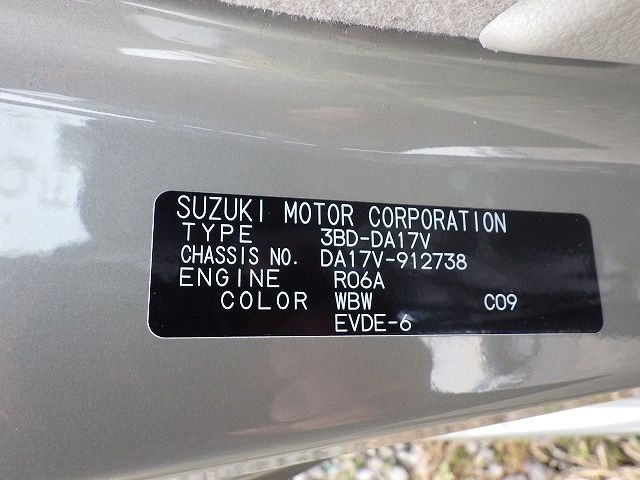 SUZUKI MOTOR CORPORATION
TYPE 3BD-DA17V
CHASSIS NO. DA17V-912738
ENGINE R06A
COLOR WBW C09
EVDE-6